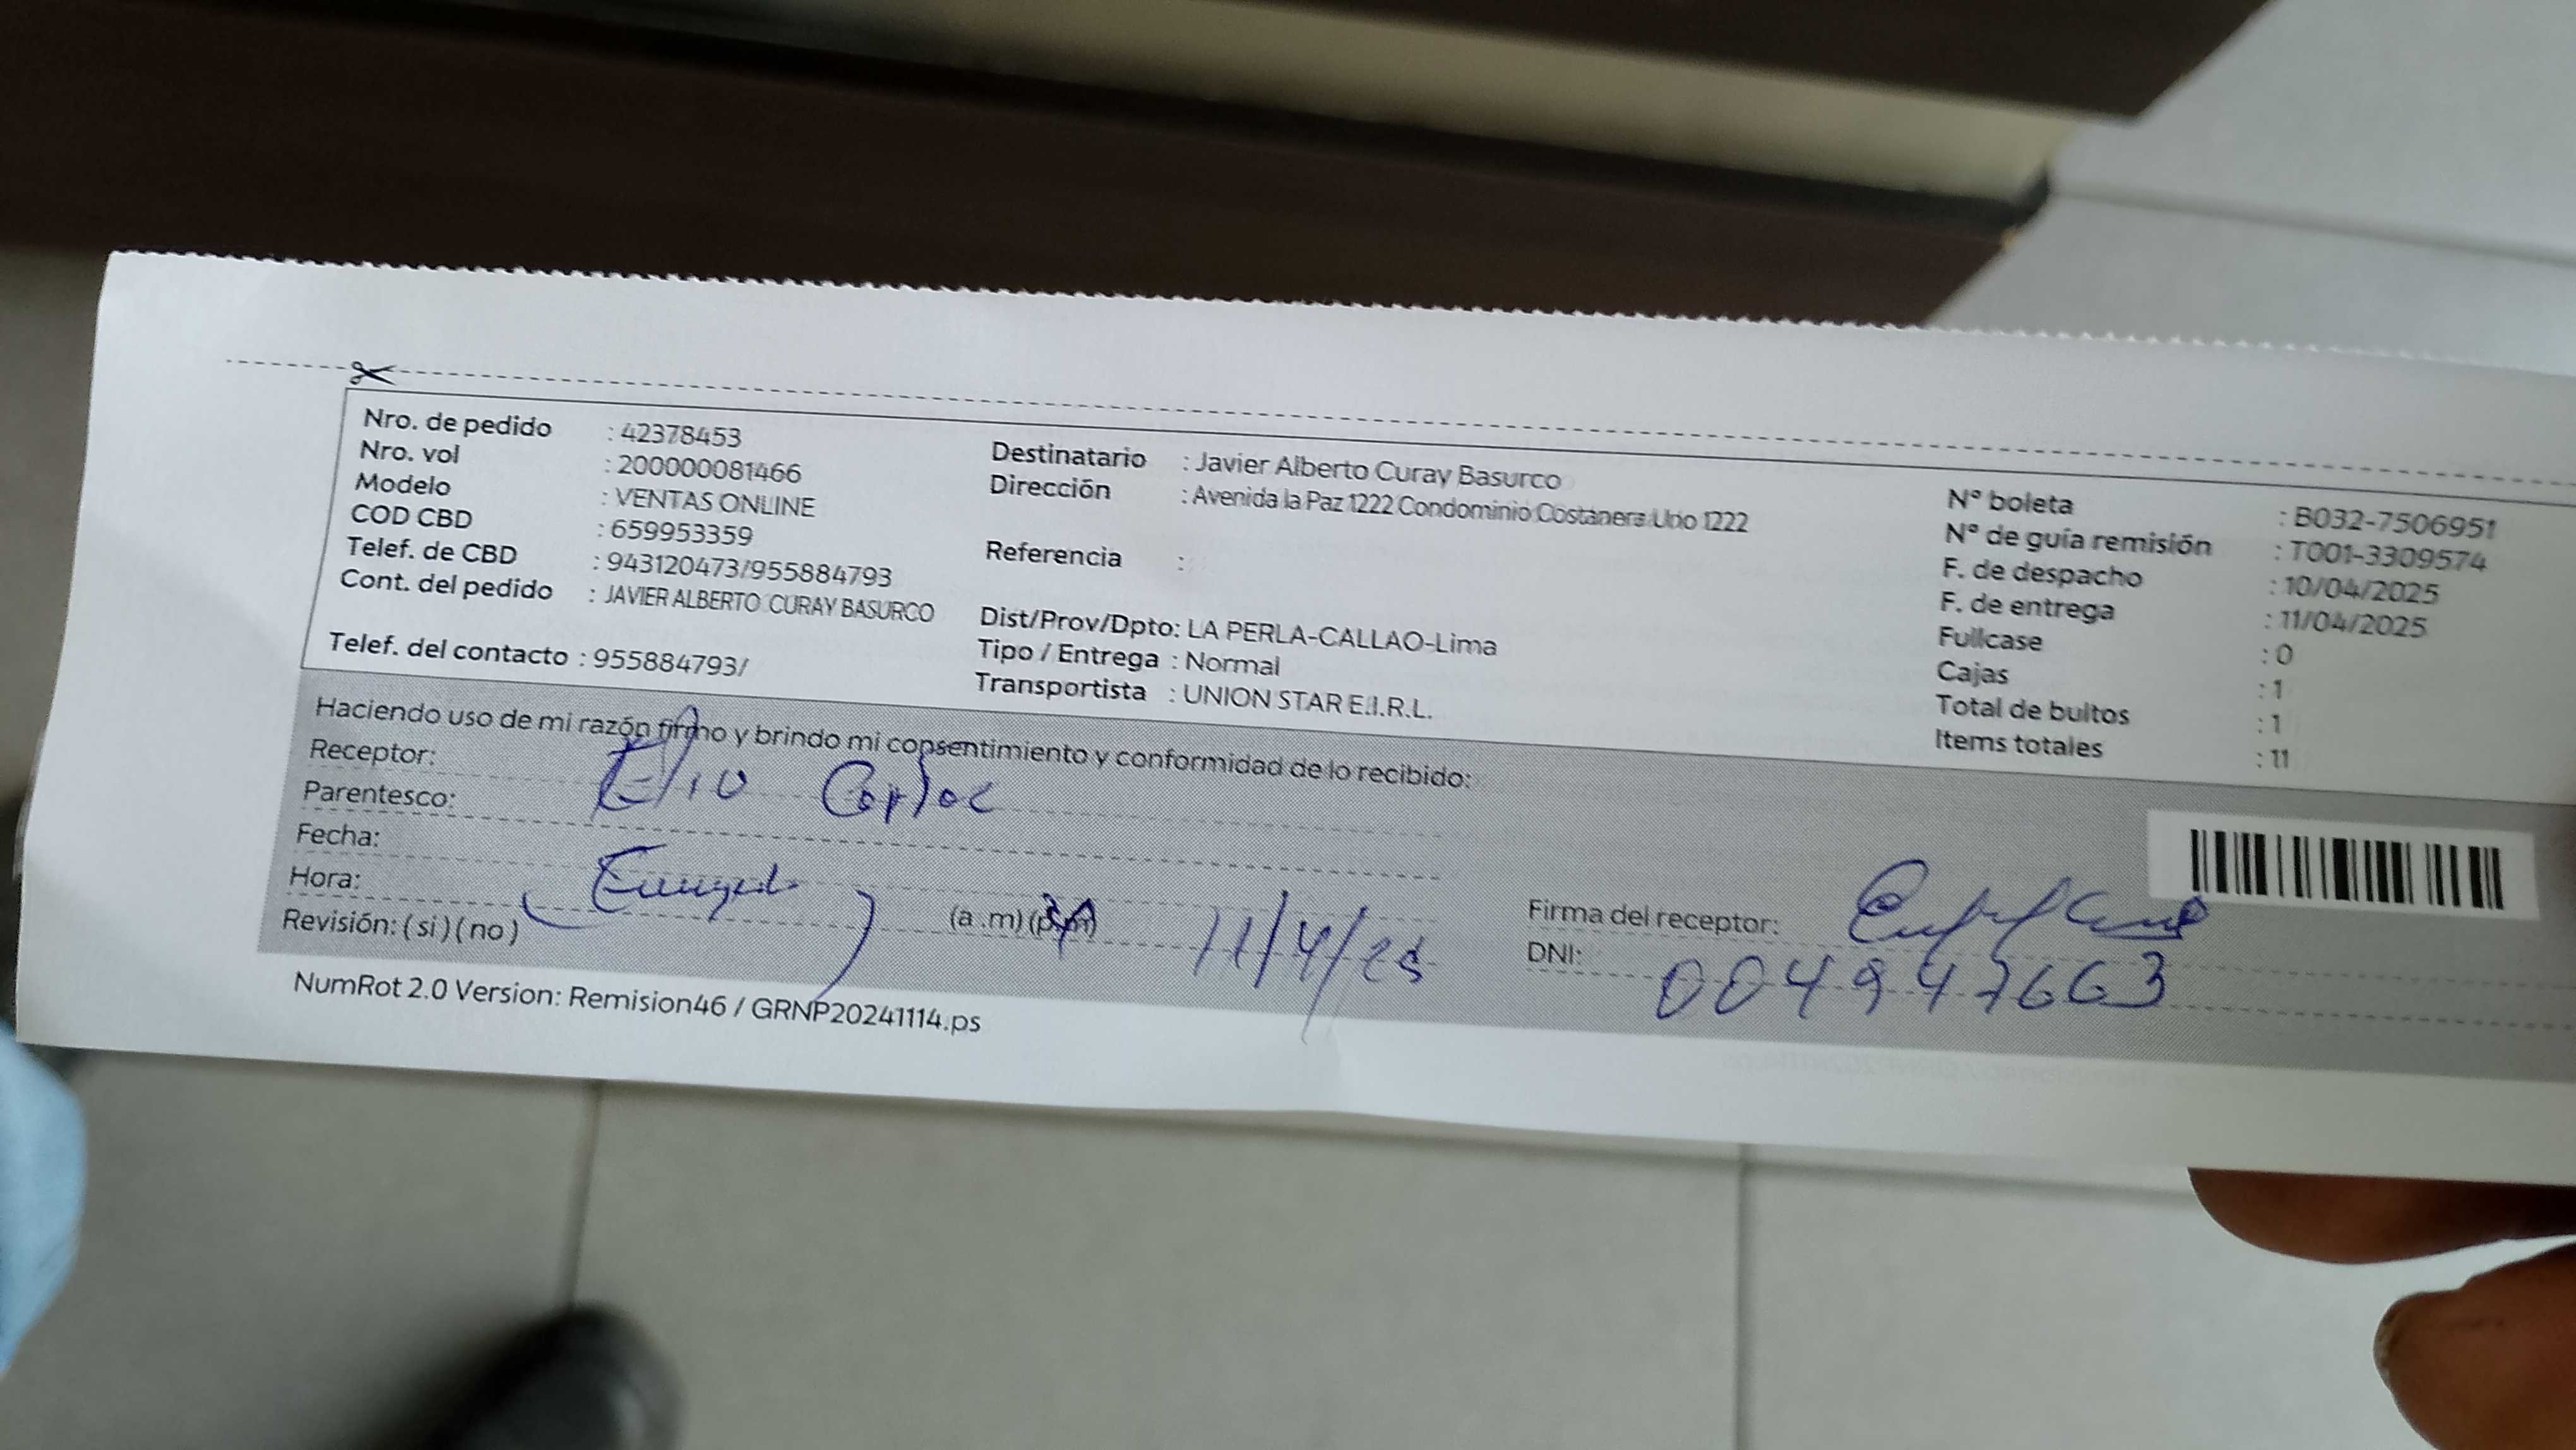 Nro. de pedido : 42378453
Nro. vol : 200000081466
Modelo : VENTAS ONLINE
COD CBD : 659953359
Telef. de CBD : 943120473/955884793
Cont. del pedido : JAVIER ALBERTO CURAY BASURCO
Telef. del contacto : 955884793/
Destinatario : Javier Alberto Curay Basurco
Dirección : Avenida la Paz 1222 Condominio Costanera 1222
Referencia :
Dist/Prov/Dpto: LA PERLA-CALLAO-Lima
Tipo / Entrega : Normal
Transportista : UNION STAR E.I.R.L.
N° boleta : B032-7506951
N° de guía remisión : T001-3309574
F. de despacho : 10/04/2025
F. de entrega : 11/04/2025
Fullcase : 0
Cajas : 1
Total de bultos : 1
Items totales : 11
Haciendo uso de mi razón firmo y brindo mi consentimiento y conformidad de lo recibido:
Receptor: Elio
Parentesco:
Fecha:
Hora: (a .m) (p.m) 11/4/25
Revisión: ( si ) ( no )
Firma del receptor:
DNI: 004947663
NumRot 2.0 Version: Remision46 / GRNP20241114.ps